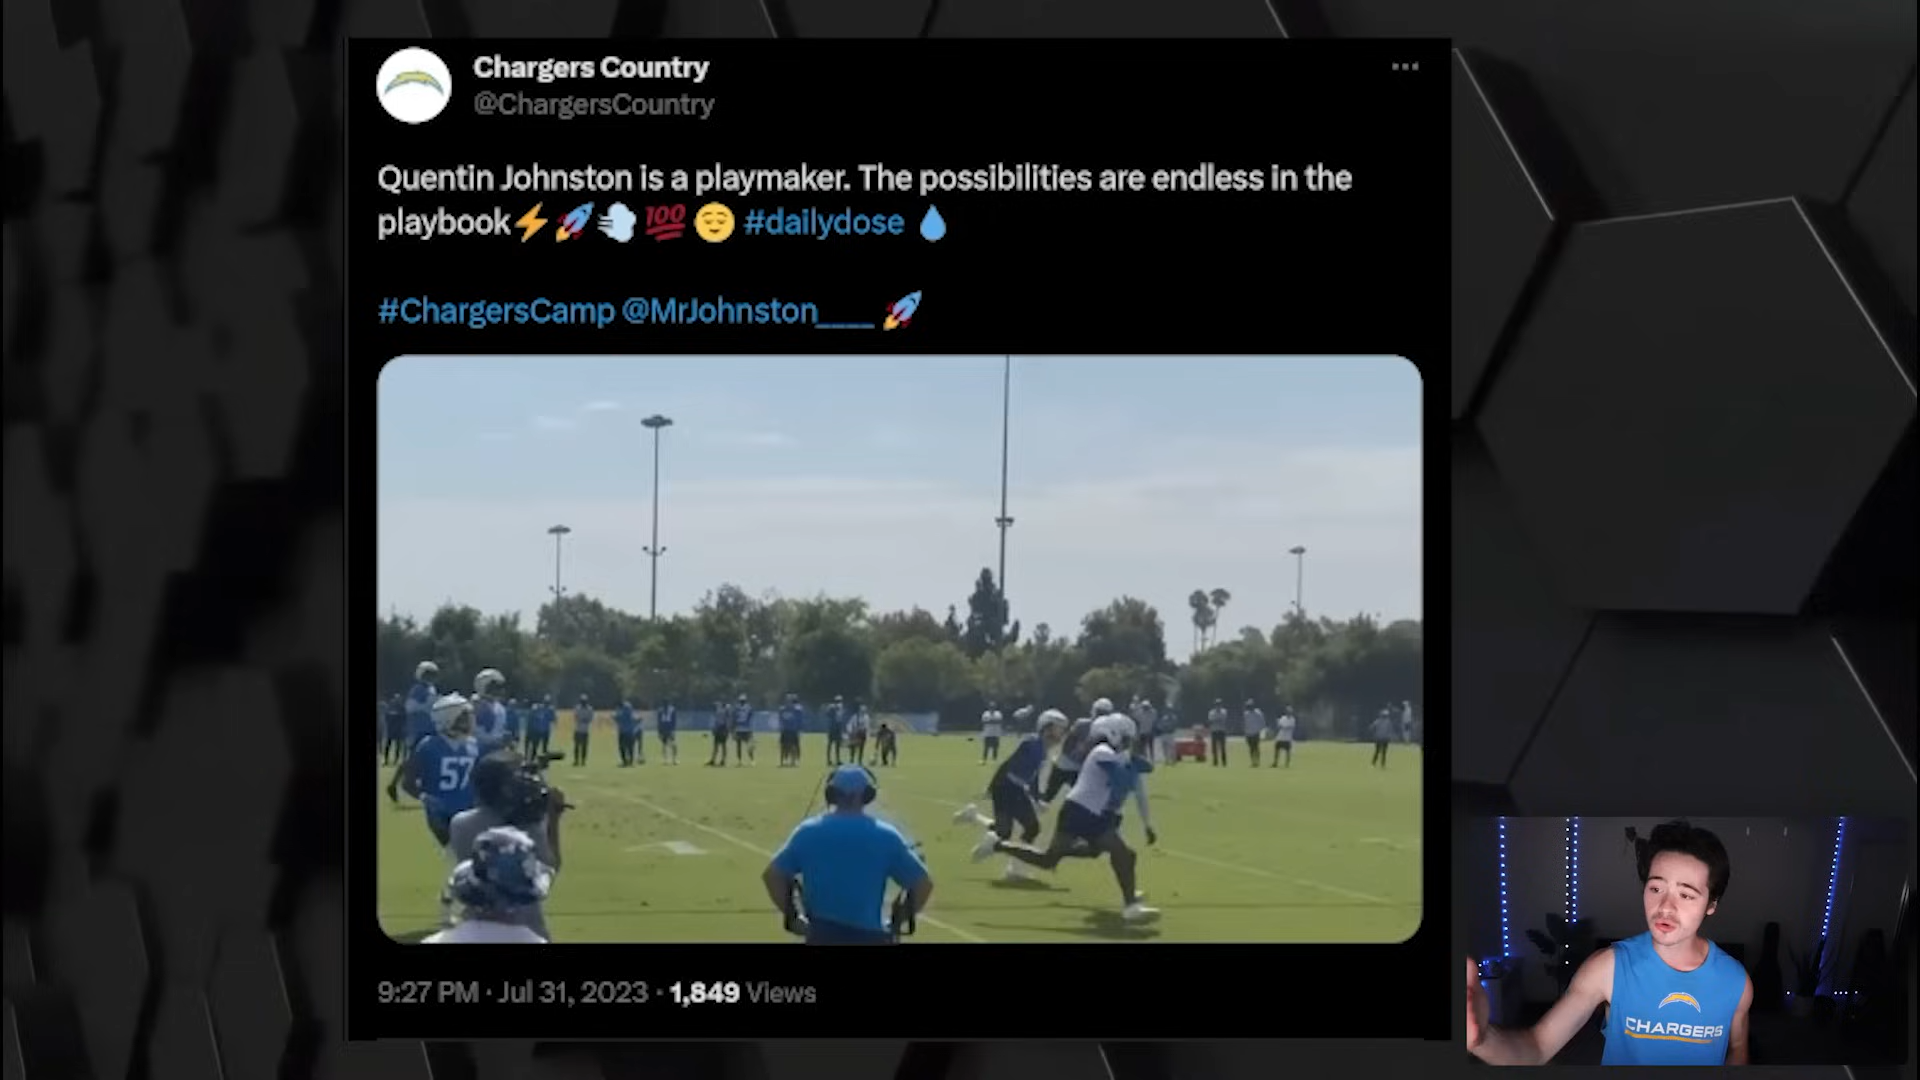 Chargers Country
@ChargersCountry
Quentin Johnston is a playmaker. The possibilities are endless in the
playbook⚡🚀💨💯😌 #dailydose 💧
#ChargersCamp @MrJohnston____ 🚀
57
9:27 PM · Jul 31, 2023 · 1,849 Views
CHARGERS